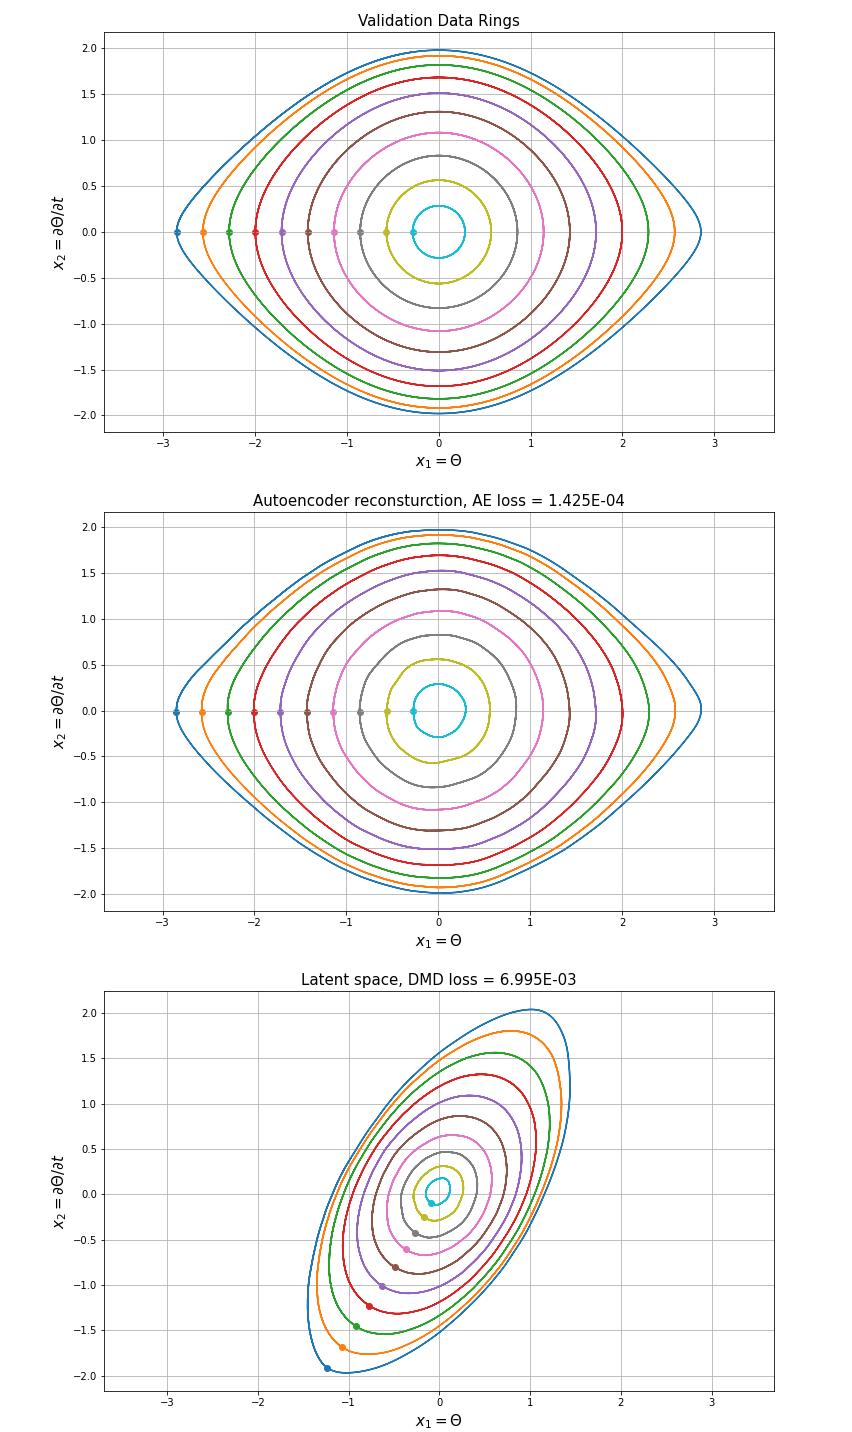 Validation Data Rings
2.0
1.5
1.0
0.5
0.0
−0.5
−1.0
−1.5
−2.0
x₂ = ∂Θ/∂t
−3 −2 −1 0 1 2 3
x₁ = Θ
Autoencoder reconsturction, AE loss = 1.425E-04
2.0
1.5
1.0
0.5
0.0
−0.5
−1.0
−1.5
−2.0
x₂ = ∂Θ/∂t
−3 −2 −1 0 1 2 3
x₁ = Θ
Latent space, DMD loss = 6.995E-03
2.0
1.5
1.0
0.5
0.0
−0.5
−1.0
−1.5
−2.0
x₂ = ∂Θ/∂t
−3 −2 −1 0 1 2 3
x₁ = Θ